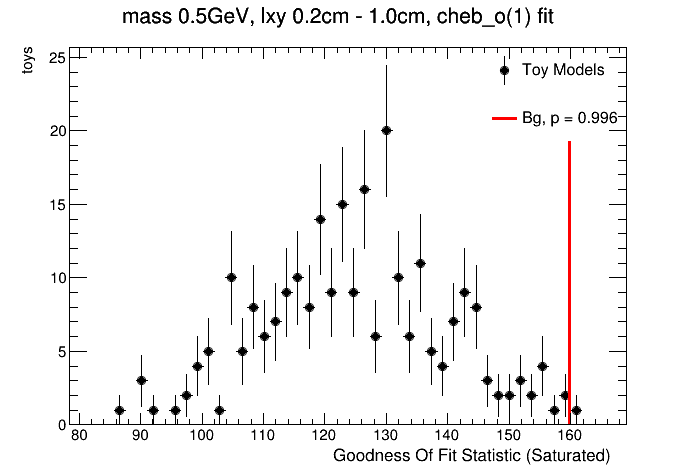 mass 0.5GeV, lxy 0.2cm - 1.0cm, cheb_o(1) fit
toys
25
20
15
10
5
0
Toy Models
Bg, p = 0.996
80 90 100 110 120 130 140 150 160
Goodness Of Fit Statistic (Saturated)